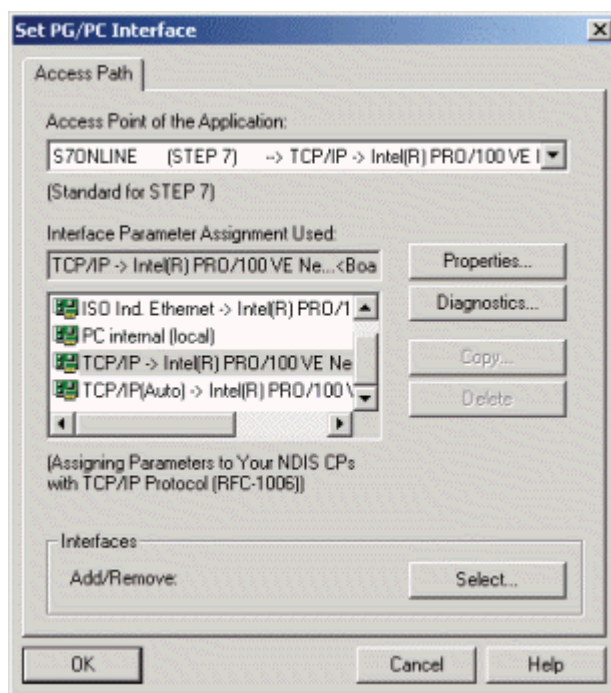 Set PG/PC Interface
Access Path
Access Point of the Application:
S7ONLINE (STEP 7) --> TCP/IP -> Intel(R) PRO/100 VE
(Standard for STEP 7)
Interface Parameter Assignment Used:
TCP/IP -> Intel(R) PRO/100 VE Ne...<Boa
Properties...
ISO Ind. Ethernet -> Intel(R) PRO/1
Diagnostics...
PC internal (local)
TCP/IP -> Intel(R) PRO/100 VE Ne
Copy...
TCP/IP(Auto) -> Intel(R) PRO/100 V
Delete
(Assigning Parameters to Your NDIS CPs
with TCP/IP Protocol (RFC-1006))
Interfaces
Add/Remove:
Select...
OK
Cancel
Help